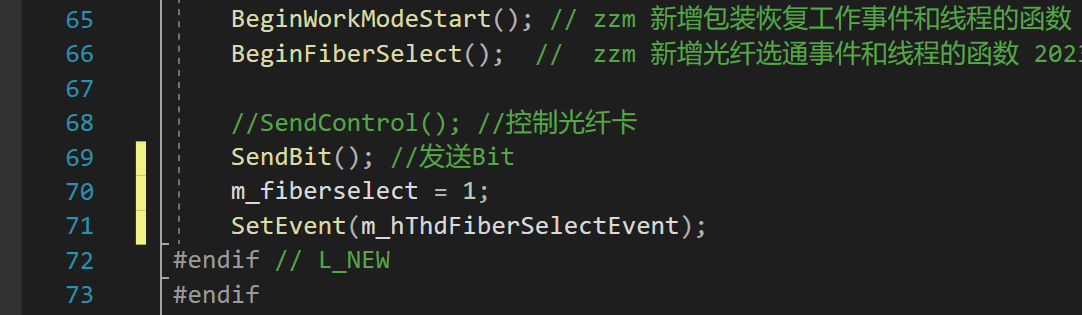 65 BeginWorkModeStart(); // zzm 新增包装恢复工作事件和线程的函数
66 BeginFiberSelect();  //  zzm 新增光纤选通事件和线程的函数 2023
67
68 //SendControl(); //控制光纤卡
69 SendBit(); //发送Bit
70 m_fiberselect = 1;
71 SetEvent(m_hThdFiberSelectEvent);
72 #endif // L_NEW
73 #endif